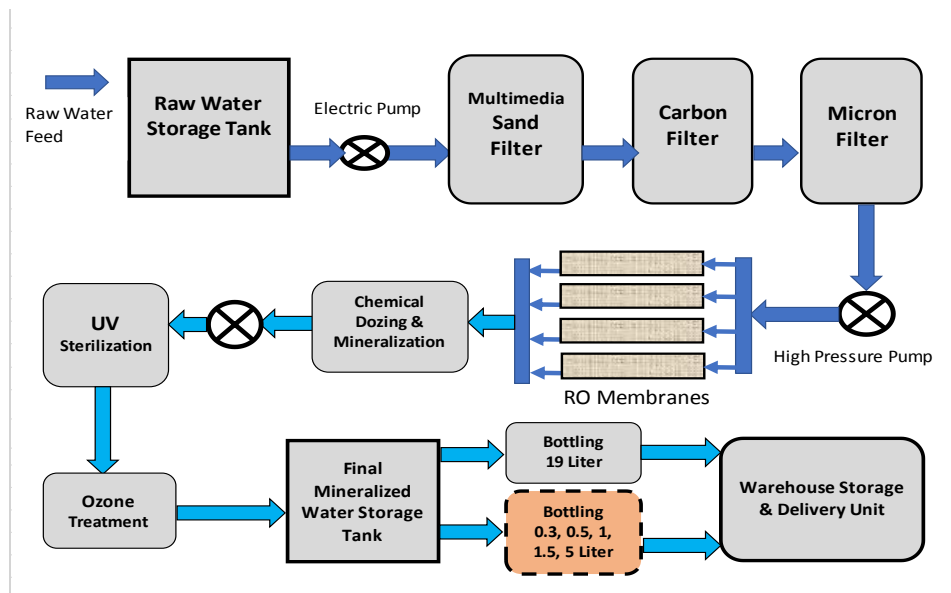 Raw Water
Feed
Raw Water
Storage Tank
Electric Pump
Multimedia
Sand
Filter
Carbon
Filter
Micron
Filter
High Pressure Pump
RO Membranes
Chemical
Dozing &
Mineralization
UV
Sterilization
Ozone
Treatment
Final
Mineralized
Water Storage
Tank
Bottling
19 Liter
Bottling
0.3, 0.5, 1,
1.5, 5 Liter
Warehouse Storage
& Delivery Unit